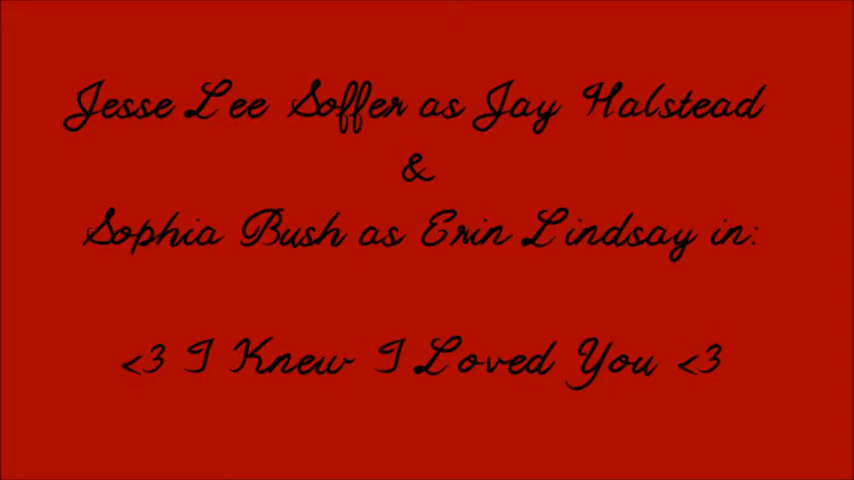 Jesse Lee Soffer as Jay Halstead
&
Sophia Bush as Erin Lindsay in:
<3 I Knew I Loved You <3